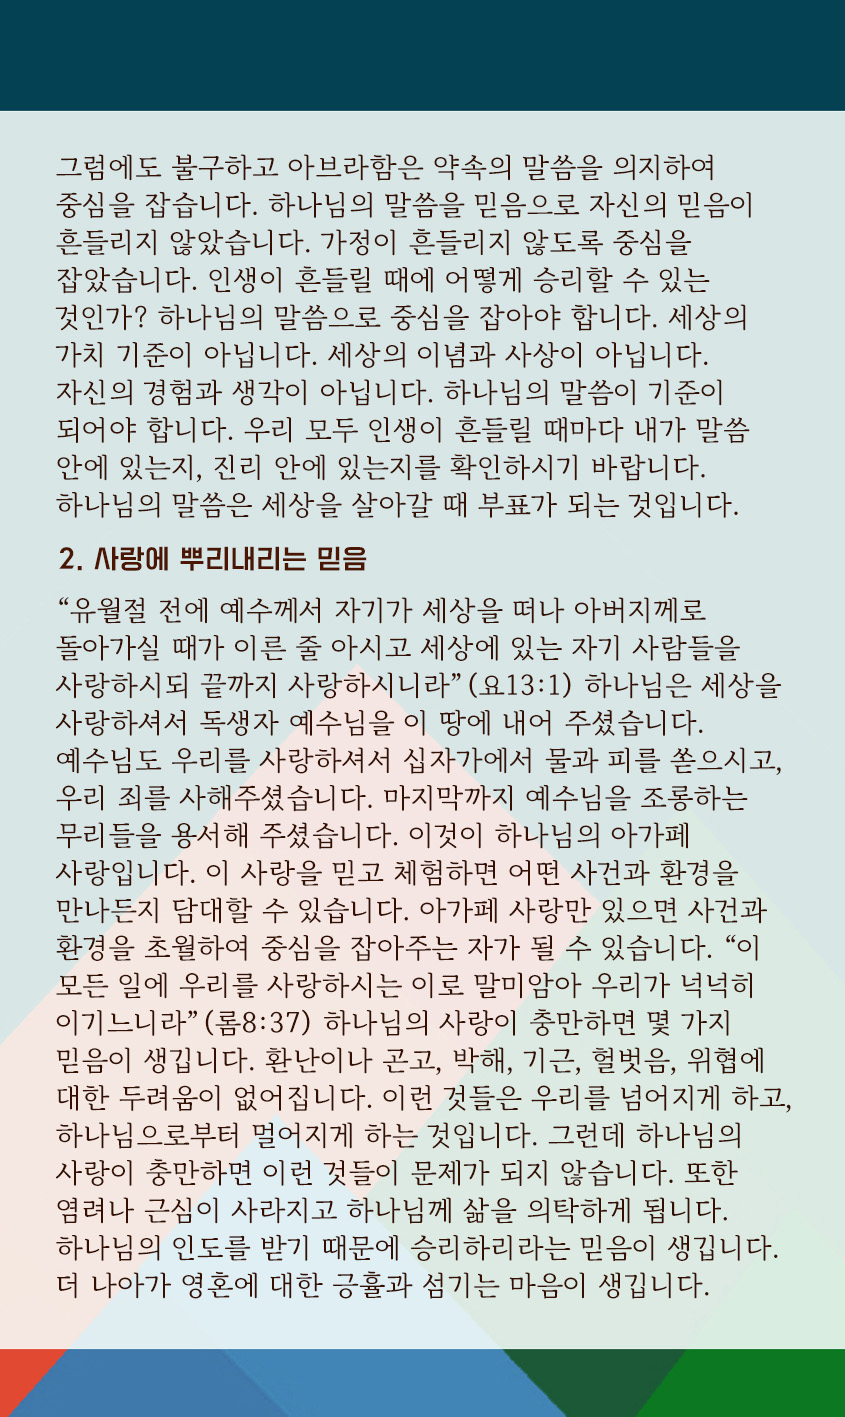 그럼에도 불구하고 아브라함은 약속의 말씀을 의지하여
중심을 잡습니다. 하나님의 말씀을 믿음으로 자신의 믿음이
흔들리지 않았습니다. 가정이 흔들리지 않도록 중심을
잡았습니다. 인생이 흔들릴 때에 어떻게 승리할 수 있는
것인가? 하나님의 말씀으로 중심을 잡아야 합니다. 세상의
가치 기준이 아닙니다. 세상의 이념과 사상이 아닙니다.
자신의 경험과 생각이 아닙니다. 하나님의 말씀이 기준이
되어야 합니다. 우리 모두 인생이 흔들릴 때마다 내가 말씀
안에 있는지, 진리 안에 있는지를 확인하시기 바랍니다.
하나님의 말씀은 세상을 살아갈 때 부표가 되는 것입니다.
2. 사랑에 뿌리내리는 믿음
“유월절 전에 예수께서 자기가 세상을 떠나 아버지께로
돌아가실 때가 이른 줄 아시고 세상에 있는 자기 사람들을
사랑하시되 끝까지 사랑하시니라”(요13:1) 하나님은 세상을
사랑하셔서 독생자 예수님을 이 땅에 내어 주셨습니다.
예수님도 우리를 사랑하셔서 십자가에서 물과 피를 쏟으시고,
우리 죄를 사해주셨습니다. 마지막까지 예수님을 조롱하는
무리들을 용서해 주셨습니다. 이것이 하나님의 아가페
사랑입니다. 이 사랑을 믿고 체험하면 어떤 사건과 환경을
만나든지 담대할 수 있습니다. 아가페 사랑만 있으면 사건과
환경을 초월하여 중심을 잡아주는 자가 될 수 있습니다. “이
모든 일에 우리를 사랑하시는 이로 말미암아 우리가 넉넉히
이기느니라”(롬8:37) 하나님의 사랑이 충만하면 몇 가지
믿음이 생깁니다. 환난이나 곤고, 박해, 기근, 헐벗음, 위협에
대한 두려움이 없어집니다. 이런 것들은 우리를 넘어지게 하고,
하나님으로부터 멀어지게 하는 것입니다. 그런데 하나님의
사랑이 충만하면 이런 것들이 문제가 되지 않습니다. 또한
염려나 근심이 사라지고 하나님께 삶을 의탁하게 됩니다.
하나님의 인도를 받기 때문에 승리하리라는 믿음이 생깁니다.
더 나아가 영혼에 대한 긍휼과 섬기는 마음이 생깁니다.